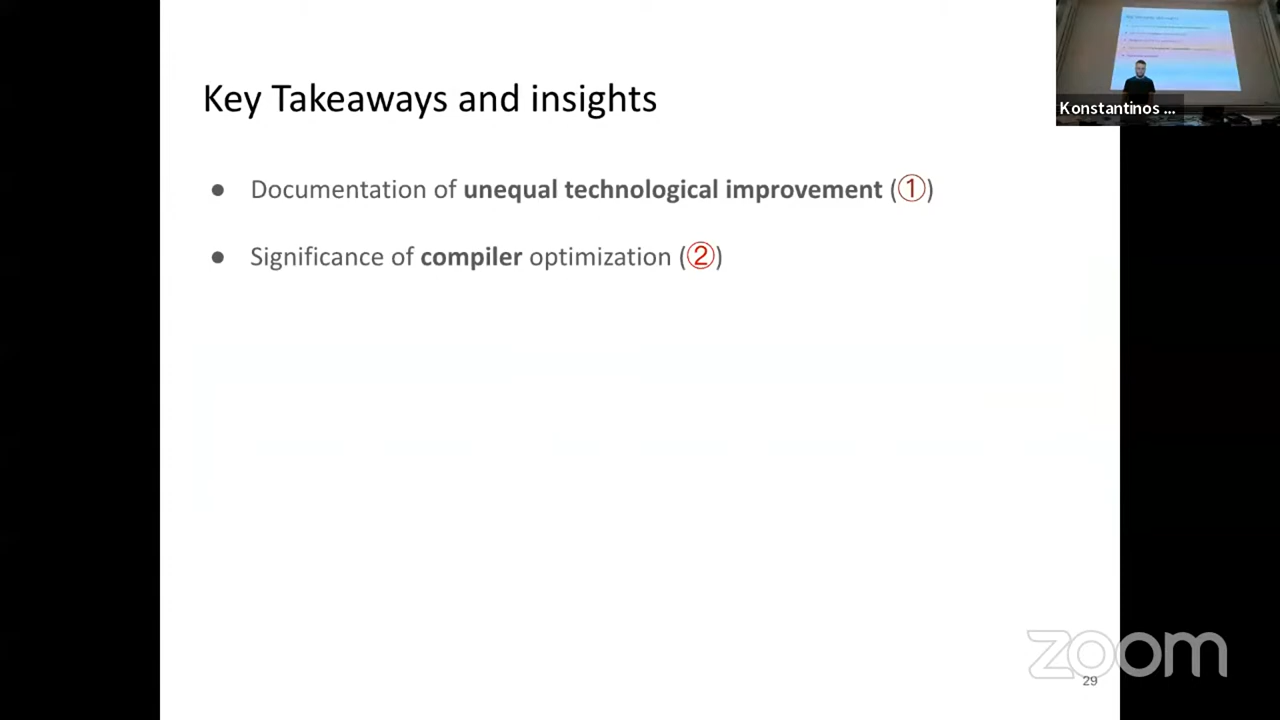 Key Takeaways and insights
Konstantinos ...
● Documentation of unequal technological improvement (①)
● Significance of compiler optimization (②)
zoom
29